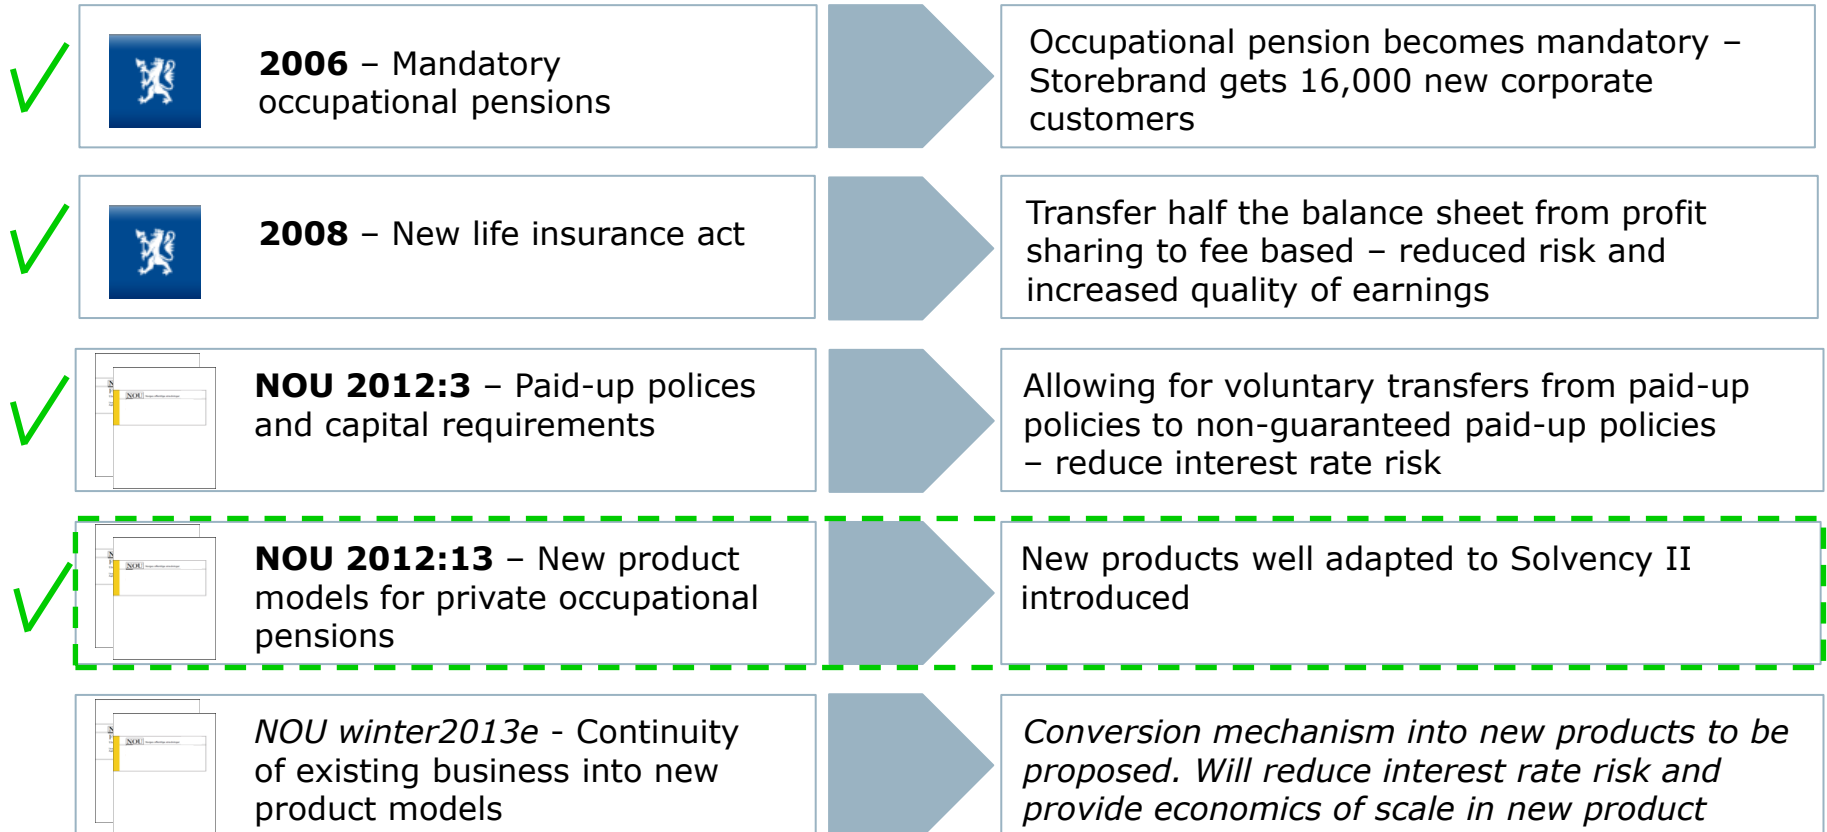 2006 – Mandatory
occupational pensions
Occupational pension becomes mandatory –
Storebrand gets 16,000 new corporate
customers
2008 – New life insurance act
Transfer half the balance sheet from profit
sharing to fee based – reduced risk and
increased quality of earnings
NOU
NOU 2012:3 – Paid-up polices
and capital requirements
Allowing for voluntary transfers from paid-up
policies to non-guaranteed paid-up policies
– reduce interest rate risk
NOU
NOU 2012:13 – New product
models for private occupational
pensions
New products well adapted to Solvency II
introduced
NOU
NOU winter2013e - Continuity
of existing business into new
product models
Conversion mechanism into new products to be
proposed. Will reduce interest rate risk and
provide economics of scale in new product